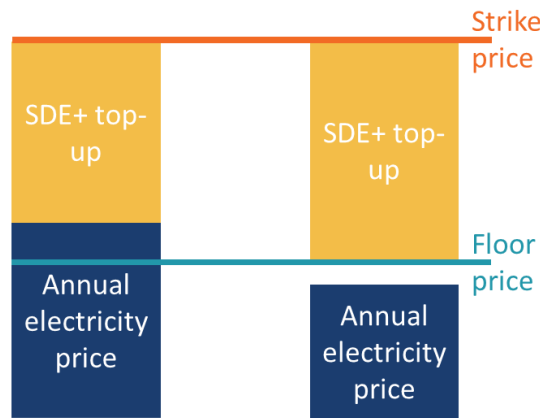 Strike
price
SDE+ top-
up
SDE+ top-
up
Floor
price
Annual
electricity
price
Annual
electricity
price